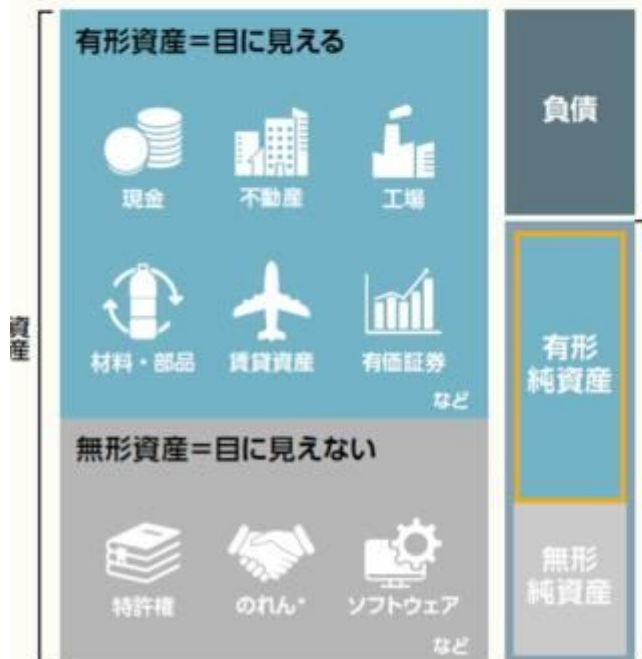 有形資産=目に見える
現金
不動産
工場
材料・部品
賃貸資産
有価証券
など
無形資産=目に見えない
特許権
のれん*
ソフトウェア
など
資産
負債
有形
純資産
無形
純資産